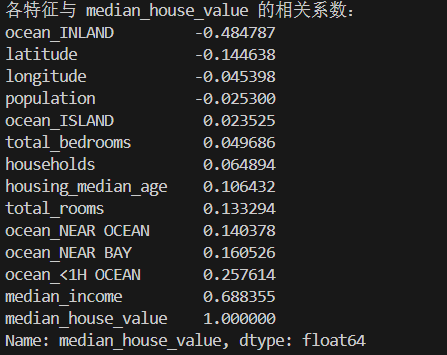 各特征与 median_house_value 的相关系数：
ocean_INLAND -0.484787
latitude -0.144638
longitude -0.045398
population -0.025300
ocean_ISLAND 0.023525
total_bedrooms 0.049686
households 0.064894
housing_median_age 0.106432
total_rooms 0.133294
ocean_NEAR OCEAN 0.140378
ocean_NEAR BAY 0.160526
ocean_<1H OCEAN 0.257614
median_income 0.688355
median_house_value 1.000000
Name: median_house_value, dtype: float64